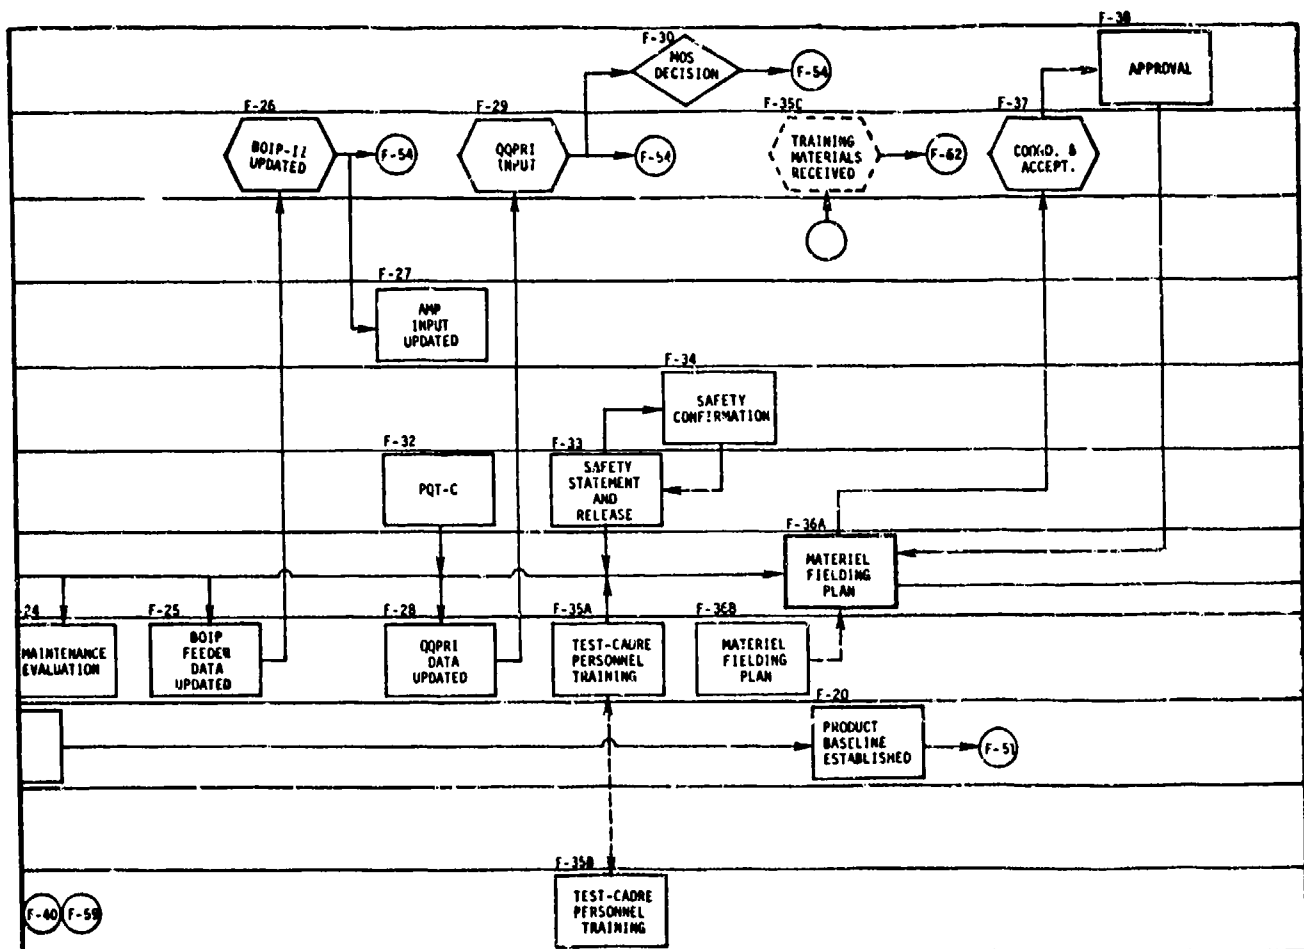 F-38
APPROVAL
F-30
MOS
DECISION
F-54
F-26
BOIP-II
UPDATED
F-54
F-29
QQPRI
INPUT
F-54
F-35C
TRAINING
MATERIALS
RECEIVED
F-62
F-37
COORD. &
ACCEPT.
F-27
AMP
INPUT
UPDATED
F-34
SAFETY
CONFIRMATION
F-32
PQT-C
F-33
SAFETY
STATEMENT
AND
RELEASE
F-36A
MATERIEL
FIELDING
PLAN
-24
MAINTENANCE
EVALUATION
F-25
BOIP
FEEDER
DATA
UPDATED
F-28
QQPRI
DATA
UPDATED
F-35A
TEST-CADRE
PERSONNEL
TRAINING
F-36B
MATERIEL
FIELDING
PLAN
F-20
PRODUCT
BASELINE
ESTABLISHED
F-51
F-35B
TEST-CADRE
PERSONNEL
TRAINING
F-40
F-59